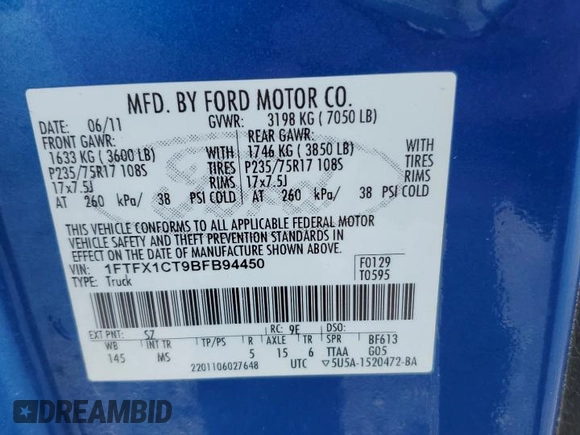 MFD. BY FORD MOTOR CO.
DATE: 06/11 GVWR: 3198 KG ( 7050 LB)
FRONT GAWR: REAR GAWR:
1633 KG ( 3600 LB) WITH 1746 KG ( 3850 LB) WITH
P235/75R17 108S TIRES P235/75R17 108S TIRES
17x7.5J RIMS 17x7.5J RIMS
AT 260 kPa/ 38 PSI COLD AT 260 kPa/ 38 PSI COLD
THIS VEHICLE CONFORMS TO ALL APPLICABLE FEDERAL MOTOR
VEHICLE SAFETY AND THEFT PREVENTION STANDARDS IN
EFFECT ON THE DATE OF MANUFACTURE SHOWN ABOVE.
VIN: 1FTFX1CT9BFB94450 F0129
TYPE: Truck T0595
EXT PNT: SZ RC: 9E DSO:
WB INT TR TP/PS R AXLE TR SPR BF613
145 MS 5 15 6 TTAA G05
2201106027648 UTC ▽5U5A-1520472-BA
Ford
DREAMBID